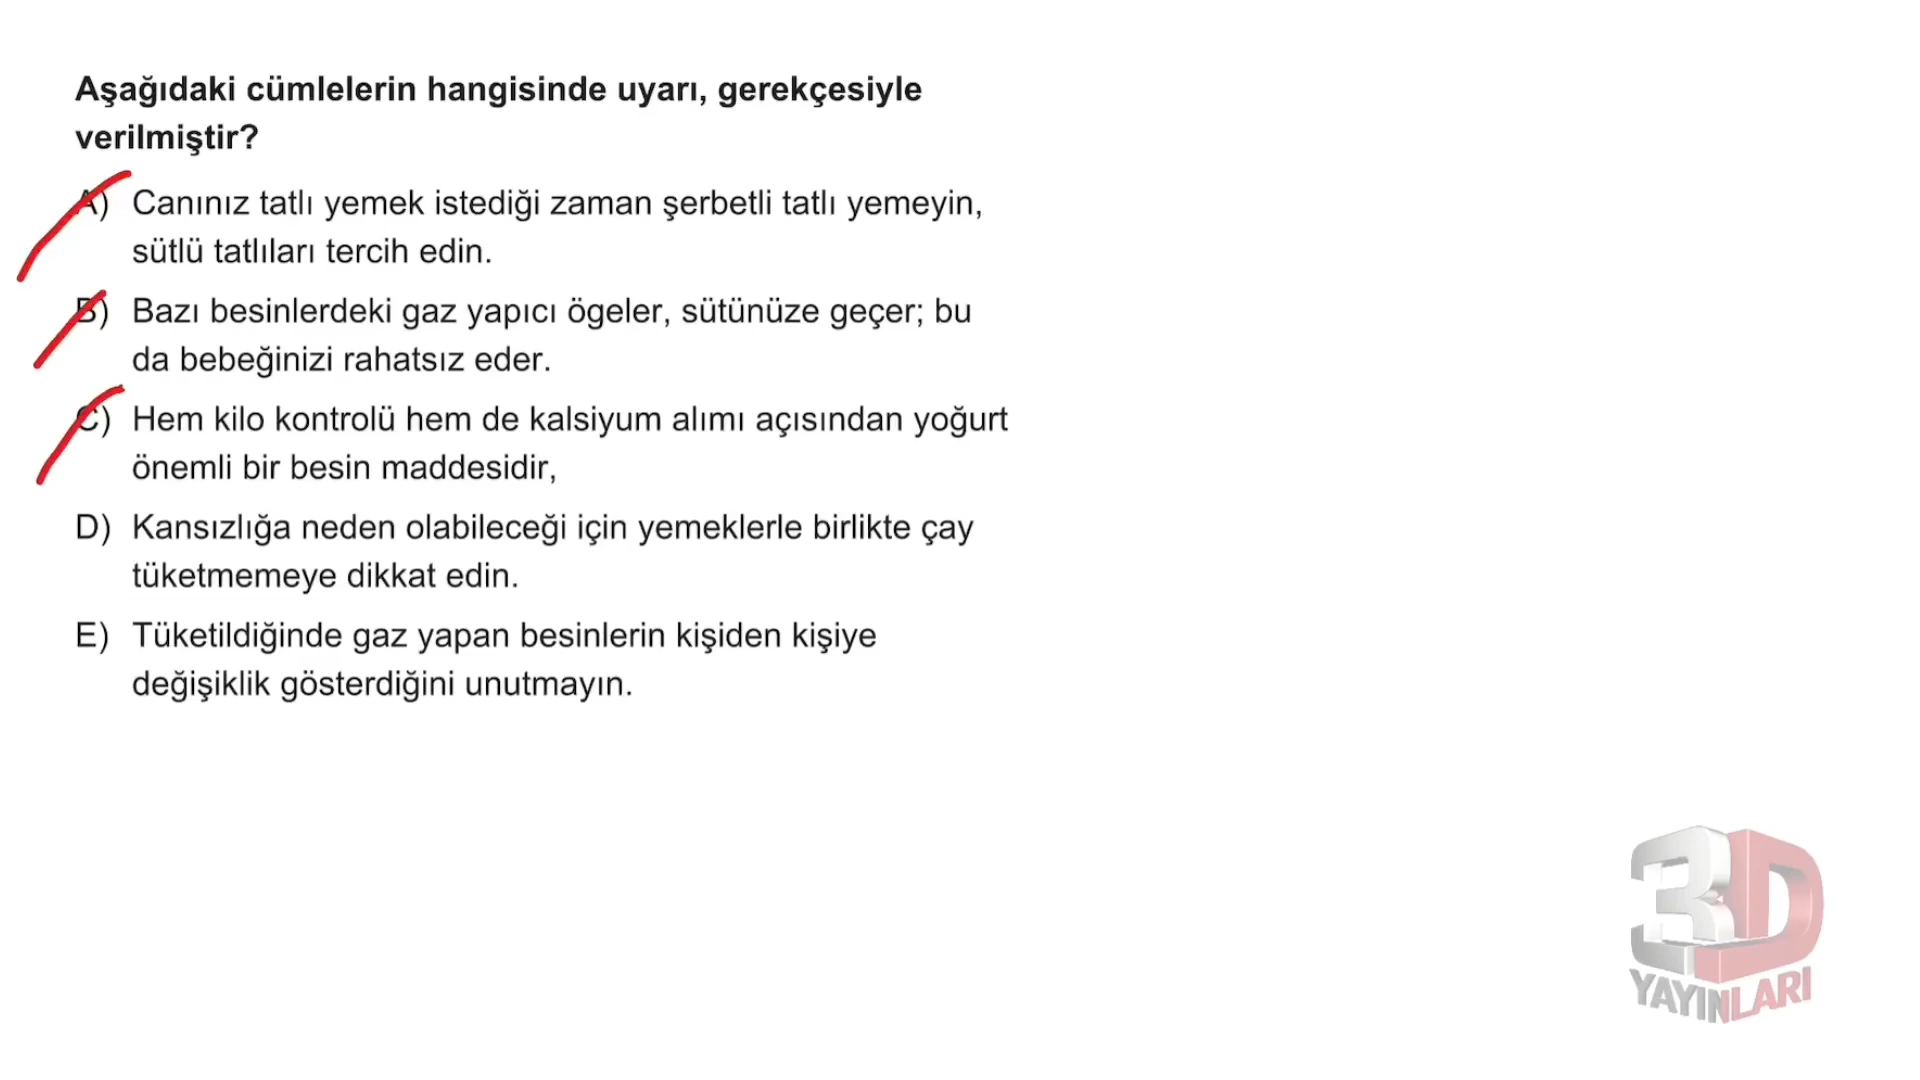 Aşağıdaki cümlelerin hangisinde uyarı, gerekçesiyle
verilmiştir?
A) Canınız tatlı yemek istediği zaman şerbetli tatlı yemeyin,
sütlü tatlıları tercih edin.
B) Bazı besinlerdeki gaz yapıcı ögeler, sütünüze geçer; bu
da bebeğinizi rahatsız eder.
C) Hem kilo kontrolü hem de kalsiyum alımı açısından yoğurt
önemli bir besin maddesidir,
D) Kansızlığa neden olabileceği için yemeklerle birlikte çay
tüketmemeye dikkat edin.
E) Tüketildiğinde gaz yapan besinlerin kişiden kişiye
değişiklik gösterdiğini unutmayın.
3D
YAYINLARI